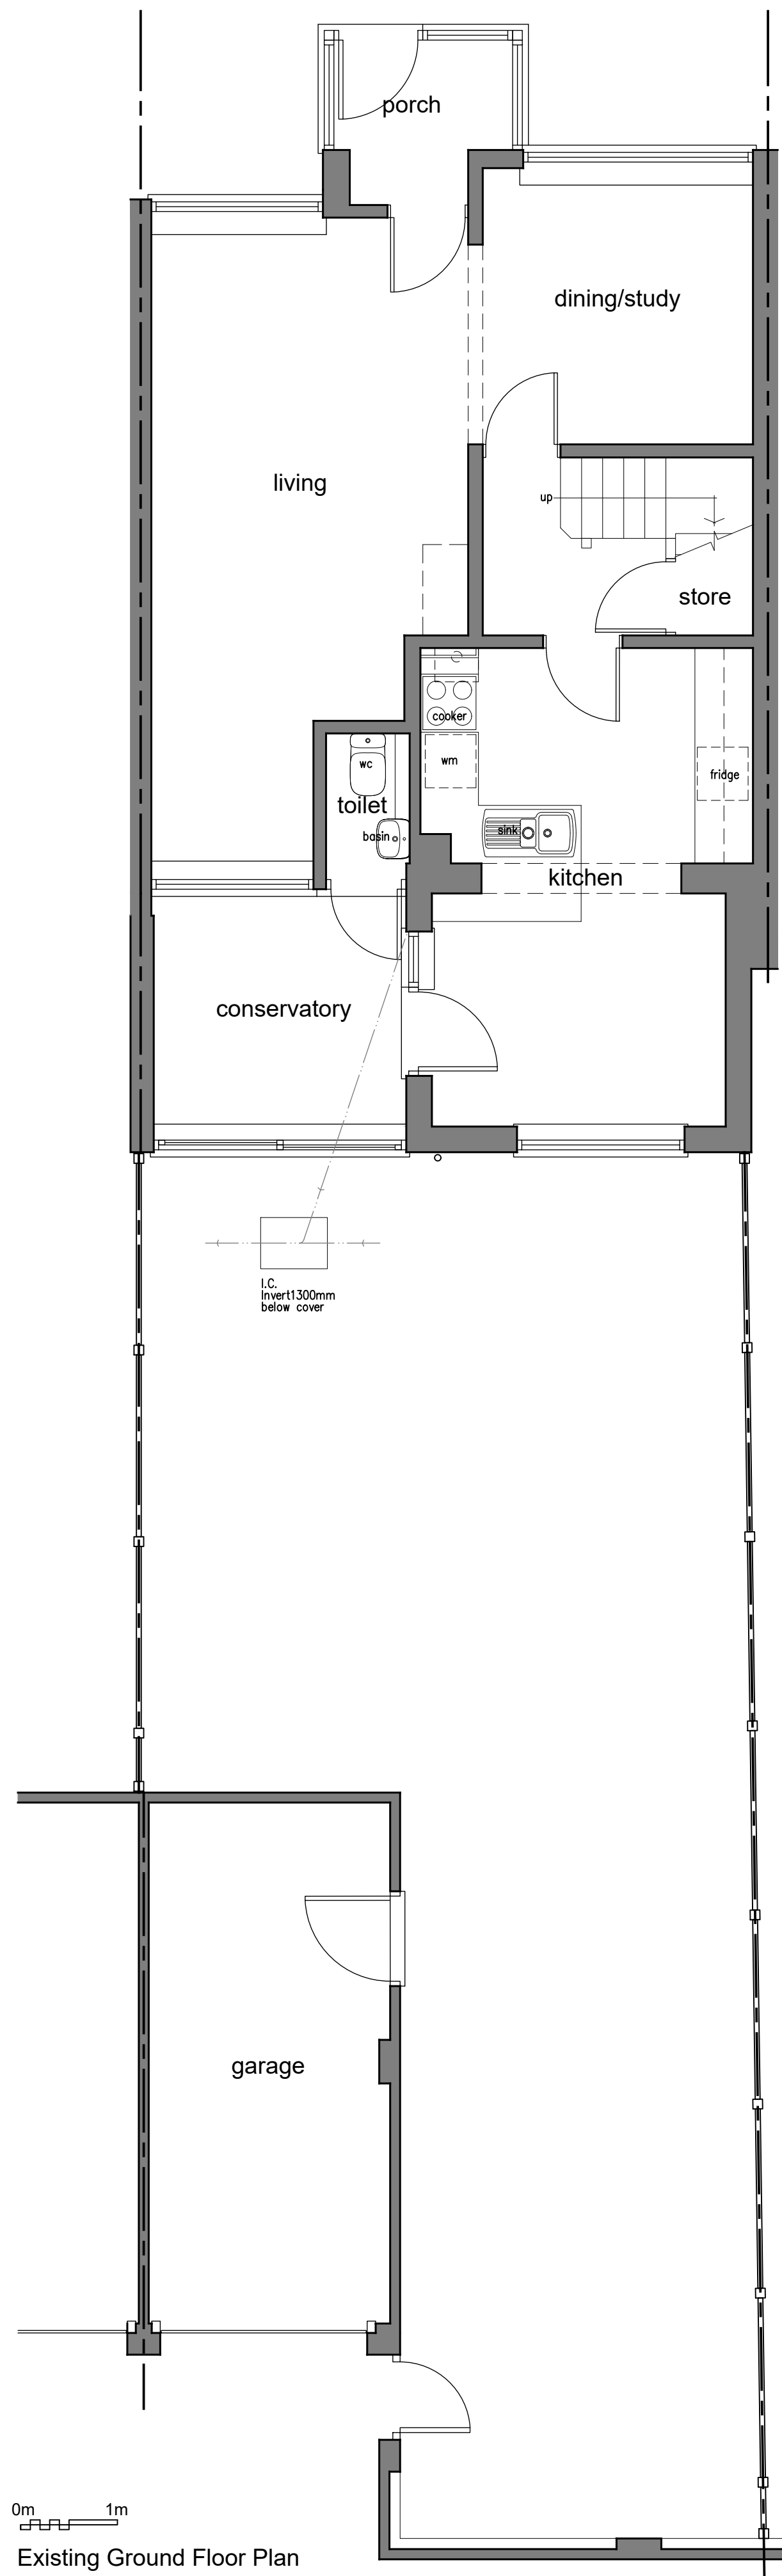 porch
dining/study
living
up
store
cooker
wm
fridge
wc
toilet
basin
sink
kitchen
conservatory
I.C.
Invert1300mm
below cover
garage
0m 1m
Existing Ground Floor Plan